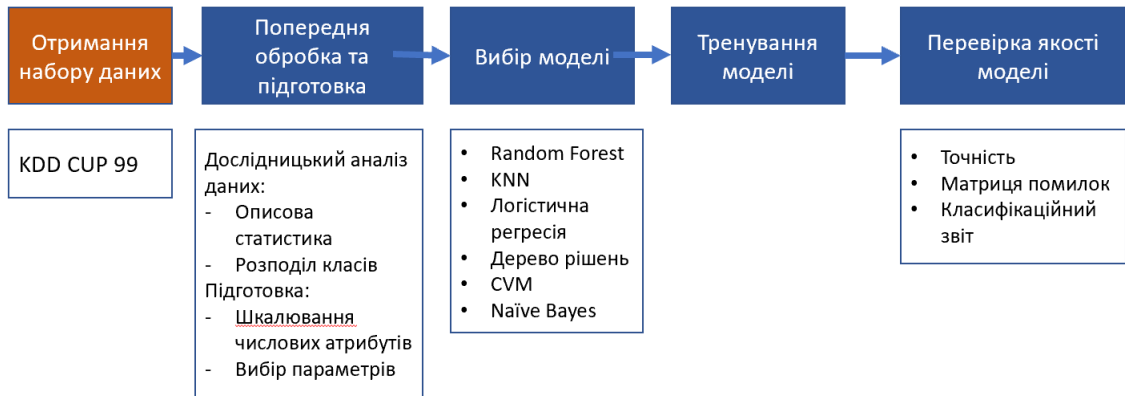 Отримання
набору даних
Попередня
обробка та
підготовка
Вибір моделі
Тренування
моделі
Перевірка якості
моделі
KDD CUP 99
Дослідницький аналіз
даних:
- Описова
статистика
- Розподіл класів
Підготовка:
- Шкалювання
числових атрибутів
- Вибір параметрів
• Random Forest
• KNN
• Логістична
регресія
• Дерево рішень
• CVM
• Naïve Bayes
• Точність
• Матриця помилок
• Класифікаційний
звіт